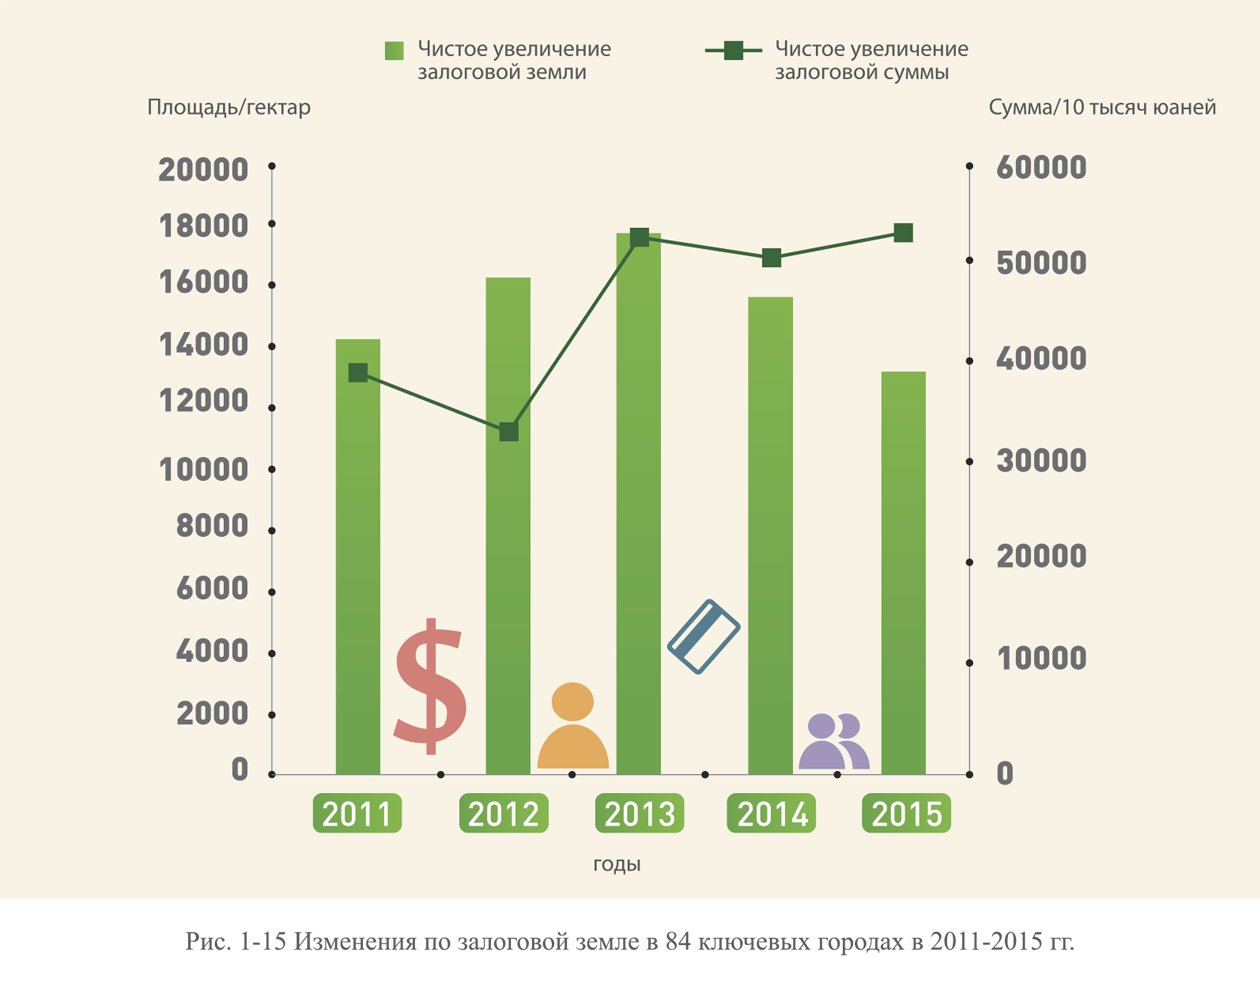 Чистое увеличение
залоговой земли
Чистое увеличение
залоговой суммы
Площадь/гектар
Сумма/10 тысяч юаней
20000
18000
16000
14000
12000
10000
8000
6000
4000
2000
0
60000
50000
40000
30000
20000
10000
0
$
2011 2012 2013 2014 2015
годы
Рис. 1-15 Изменения по залоговой земле в 84 ключевых городах в 2011-2015 гг.